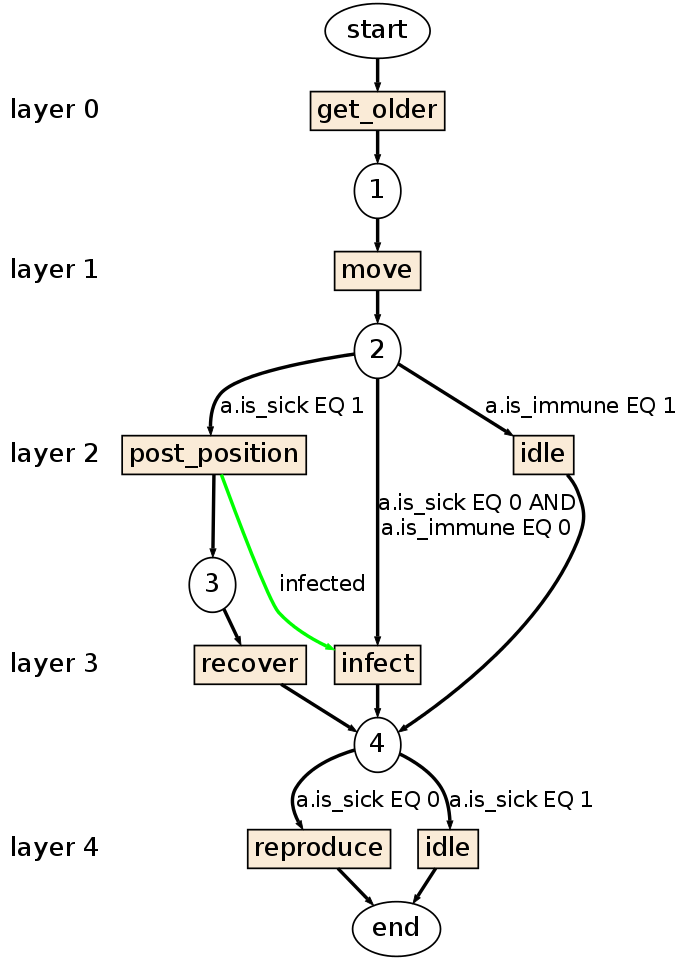 start
layer 0
get_older
1
layer 1
move
2
a.is_sick EQ 1
a.is_immune EQ 1
layer 2
post_position
idle
a.is_sick EQ 0 AND
a.is_immune EQ 0
3
infected
layer 3
recover
infect
4
a.is_sick EQ 0
a.is_sick EQ 1
layer 4
reproduce
idle
end